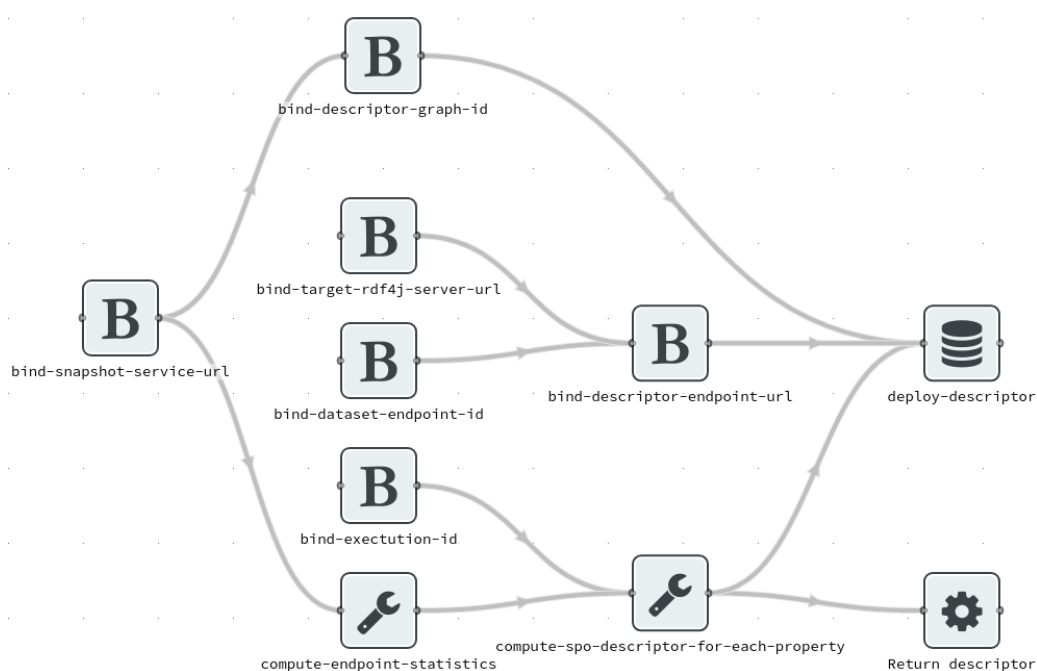 B
bind-descriptor-graph-id
B
bind-target-rdf4j-server-url
B
bind-snapshot-service-url
B
bind-dataset-endpoint-id
B
bind-descriptor-endpoint-url
deploy-descriptor
B
bind-exectution-id
compute-endpoint-statistics
compute-spo-descriptor-for-each-property
Return descriptor